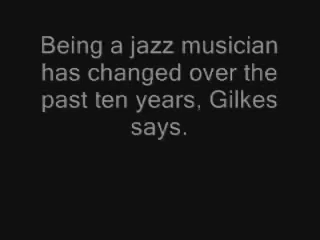 Being a jazz musician
has changed over the
past ten years, Gilkes
says.